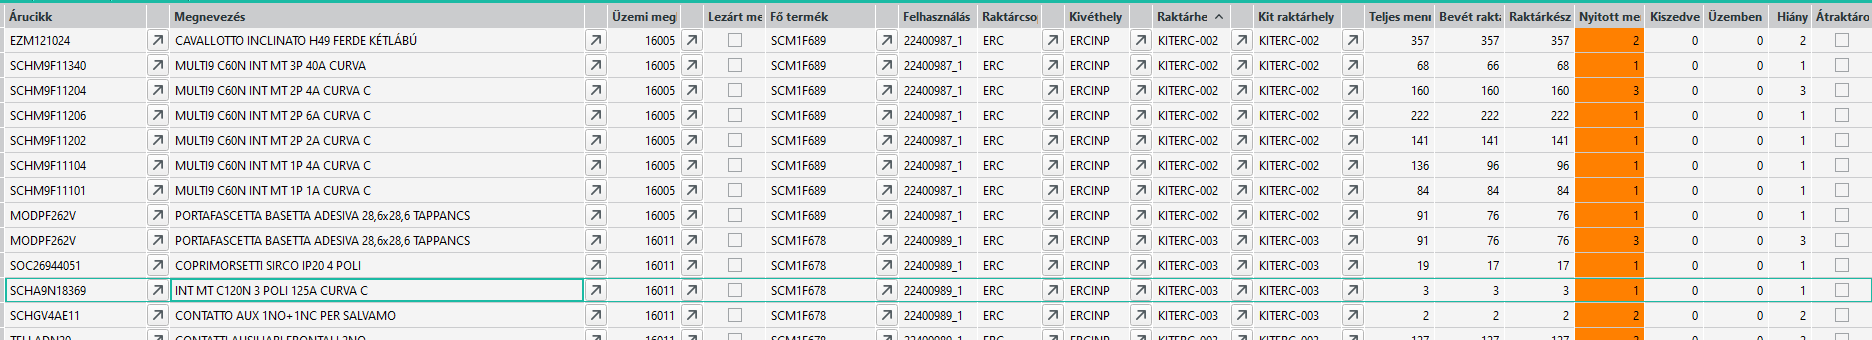 Árucikk Megnevezés Üzemi megl Lezárt me Fő termék Felhasználás Raktárcso Kivéthely Raktárhe Kit raktárhely Teljes menn Bevét raktá Raktárkész Nyitott me Kiszedve Üzemben Hiány Átraktáro
EZM121024 CAVALLOTTO INCLINATO H49 FERDE KÉTLÁBÚ 16005 SCM1F689 22400987_1 ERC ERCINP KITERC-002 KITERC-002 357 357 357 2 0 0 2
SCHM9F11340 MULTI9 C60N INT MT 3P 40A CURVA 16005 SCM1F689 22400987_1 ERC ERCINP KITERC-002 KITERC-002 68 66 68 1 0 0 1
SCHM9F11204 MULTI9 C60N INT MT 2P 4A CURVA C 16005 SCM1F689 22400987_1 ERC ERCINP KITERC-002 KITERC-002 160 160 160 3 0 0 3
SCHM9F11206 MULTI9 C60N INT MT 2P 6A CURVA C 16005 SCM1F689 22400987_1 ERC ERCINP KITERC-002 KITERC-002 222 222 222 1 0 0 1
SCHM9F11202 MULTI9 C60N INT MT 2P 2A CURVA C 16005 SCM1F689 22400987_1 ERC ERCINP KITERC-002 KITERC-002 141 141 141 1 0 0 1
SCHM9F11104 MULTI9 C60N INT MT 1P 4A CURVA C 16005 SCM1F689 22400987_1 ERC ERCINP KITERC-002 KITERC-002 136 96 96 1 0 0 1
SCHM9F11101 MULTI9 C60N INT MT 1P 1A CURVA C 16005 SCM1F689 22400987_1 ERC ERCINP KITERC-002 KITERC-002 84 84 84 1 0 0 1
MODPF262V PORTAFASCETTA BASETTA ADESIVA 28,6x28,6 TAPPANCS 16005 SCM1F689 22400987_1 ERC ERCINP KITERC-002 KITERC-002 91 76 76 1 0 0 1
MODPF262V PORTAFASCETTA BASETTA ADESIVA 28,6x28,6 TAPPANCS 16011 SCM1F678 22400989_1 ERC ERCINP KITERC-003 KITERC-003 91 76 76 3 0 0 3
SOC26944051 COPRIMORSETTI SIRCO IP20 4 POLI 16011 SCM1F678 22400989_1 ERC ERCINP KITERC-003 KITERC-003 19 17 17 1 0 0 1
SCHA9N18369 INT MT C120N 3 POLI 125A CURVA C 16011 SCM1F678 22400989_1 ERC ERCINP KITERC-003 KITERC-003 3 3 3 1 0 0 1
SCHGV4AE11 CONTATTO AUX 1NO+1NC PER SALVAMO 16011 SCM1F678 22400989_1 ERC ERCINP KITERC-003 KITERC-003 2 2 2 2 0 0 2
16011 SCM1F678 22400989_1 ERC ERCINP KITERC-003 KITERC-003